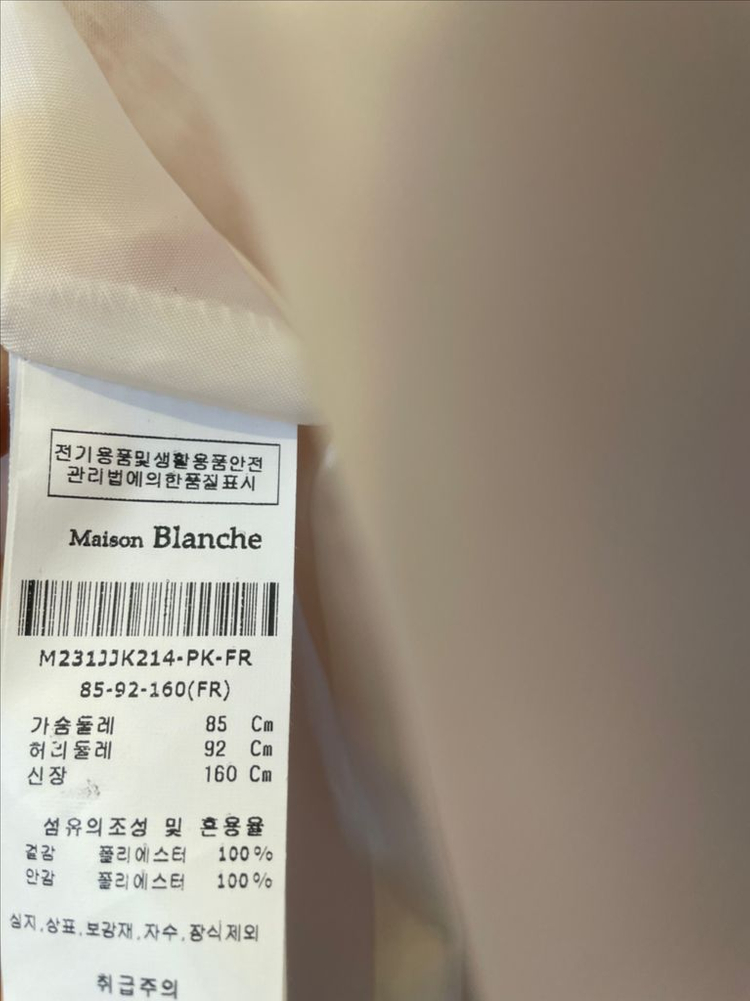 전기용품및생활용품안전
관리법에의한품질표시
Maison Blanche
M231JJK214-PK-FR
85-92-160(FR)
가슴둘레 85 Cm
허리둘레 92 Cm
신장 160 Cm
섬유의조성 및 혼용율
겉감 폴리에스터 100%
안감 폴리에스터 100%
심지,상표,보강재,자수,장식제외
취급주의